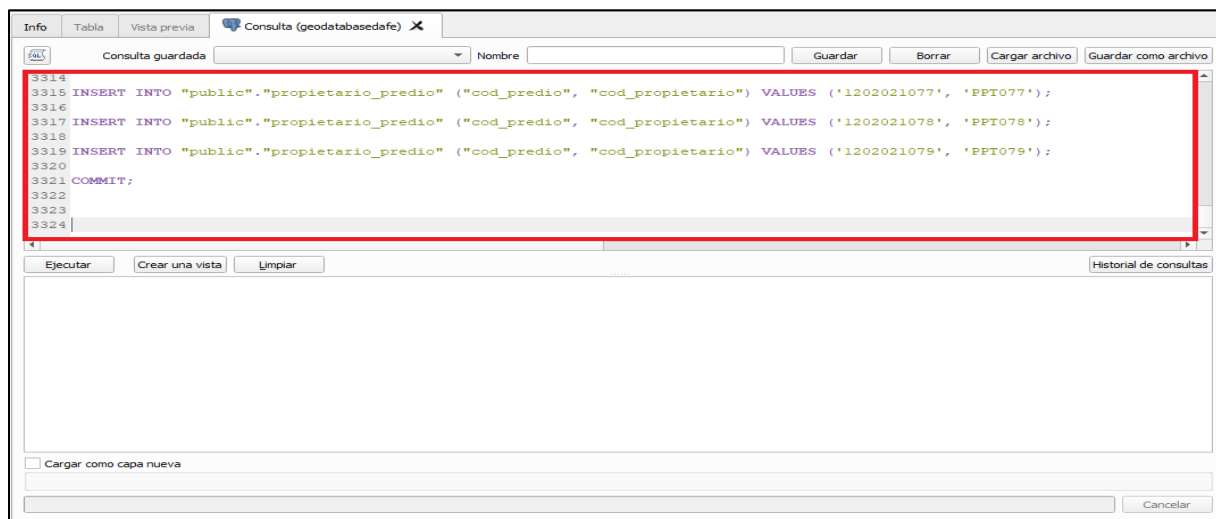 Info Tabla Vista previa Consulta (geodatabasedafe)
SQL Consulta guardada Nombre Guardar Borrar Cargar archivo Guardar como archivo
3314
3315 INSERT INTO "public"."propietario_predio" ("cod_predio", "cod_propietario") VALUES ('1202021077', 'PPT077');
3316
3317 INSERT INTO "public"."propietario_predio" ("cod_predio", "cod_propietario") VALUES ('1202021078', 'PPT078');
3318
3319 INSERT INTO "public"."propietario_predio" ("cod_predio", "cod_propietario") VALUES ('1202021079', 'PPT079');
3320
3321 COMMIT;
3322
3323
3324
Ejecutar Crear una vista Limpiar Historial de consultas
Cargar como capa nueva
Cancelar